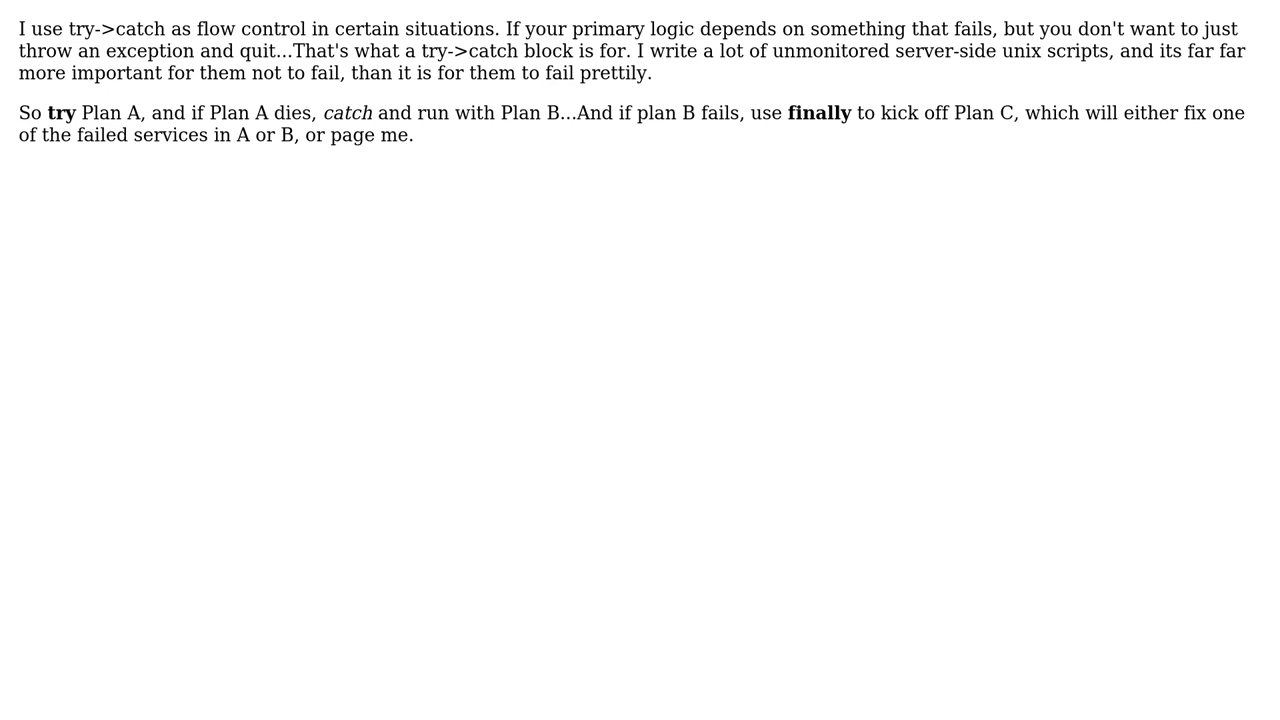 I use try->catch as flow control in certain situations. If your primary logic depends on something that fails, but you don't want to just
throw an exception and quit...That's what a try->catch block is for. I write a lot of unmonitored server-side unix scripts, and its far far
more important for them not to fail, than it is for them to fail prettily.
So try Plan A, and if Plan A dies, catch and run with Plan B...And if plan B fails, use finally to kick off Plan C, which will either fix one
of the failed services in A or B, or page me.